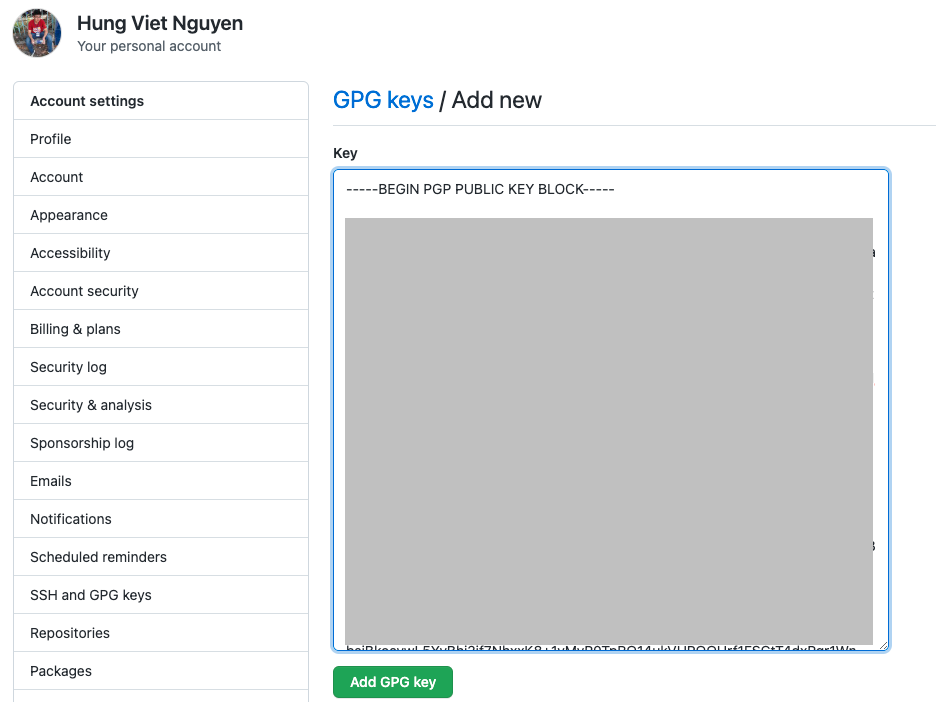 Hung Viet Nguyen
Your personal account
Account settings
Profile
Account
Appearance
Accessibility
Account security
Billing & plans
Security log
Security & analysis
Sponsorship log
Emails
Notifications
Scheduled reminders
SSH and GPG keys
Repositories
Packages
GPG keys / Add new
Key
-----BEGIN PGP PUBLIC KEY BLOCK-----
Add GPG key